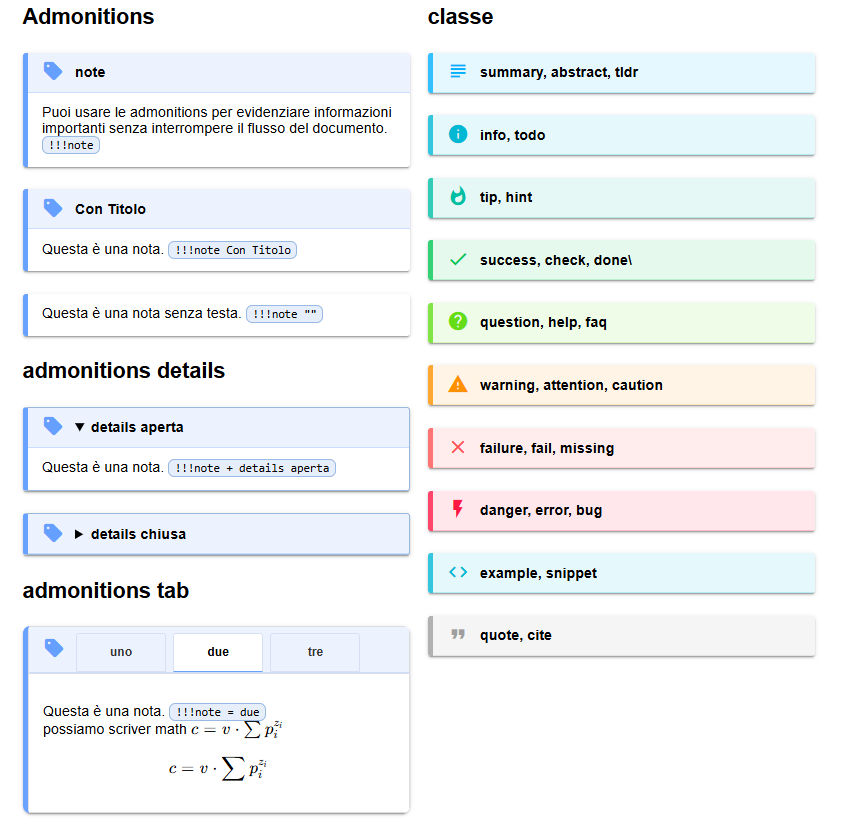 Admonitions
note
Puoi usare le admonitions per evidenziare informazioni
importanti senza interrompere il flusso del documento.
!!!note
Con Titolo
Questa è una nota. !!!note Con Titolo
Questa è una nota senza testa. !!!note ""
admonitions details
▼ details aperta
Questa è una nota. !!!note + details aperta
▶ details chiusa
admonitions tab
uno due tre
Questa è una nota. !!!note = due
possiamo scriver math $c = v \cdot \sum p_i^{z_i}$
$c = v \cdot \sum p_i^{z_i}$
classe
summary, abstract, tldr
info, todo
tip, hint
success, check, done\
question, help, faq
warning, attention, caution
failure, fail, missing
danger, error, bug
example, snippet
quote, cite